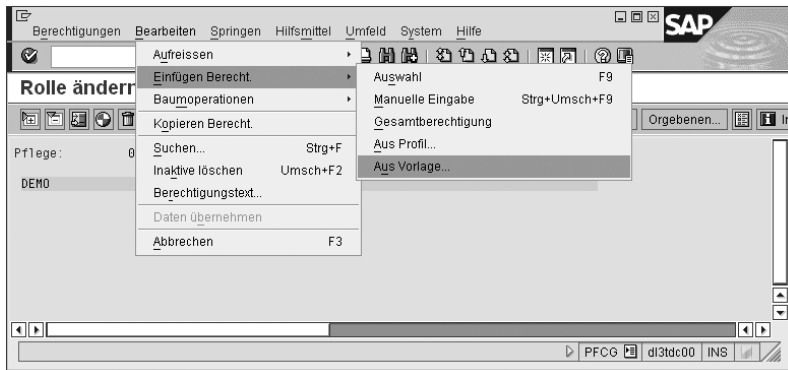 Berechtigungen Bearbeiten Springen Hilfsmittel Umfeld System Hilfe
SAP
Aufreissen
Einfügen Berecht.
Baumoperationen
Kopieren Berecht.
Suchen... Strg+F
Inaktive löschen Umsch+F2
Berechtigungstext...
Daten übernehmen
Abbrechen F3
Auswahl F9
Manuelle Eingabe Strg+Umsch+F9
Gesamtberechtigung
Aus Profil...
Aus Vorlage...
Rolle ändern
Orgebenen...
Pflege: 0
DEMO
PFCG dl3tdc00 INS